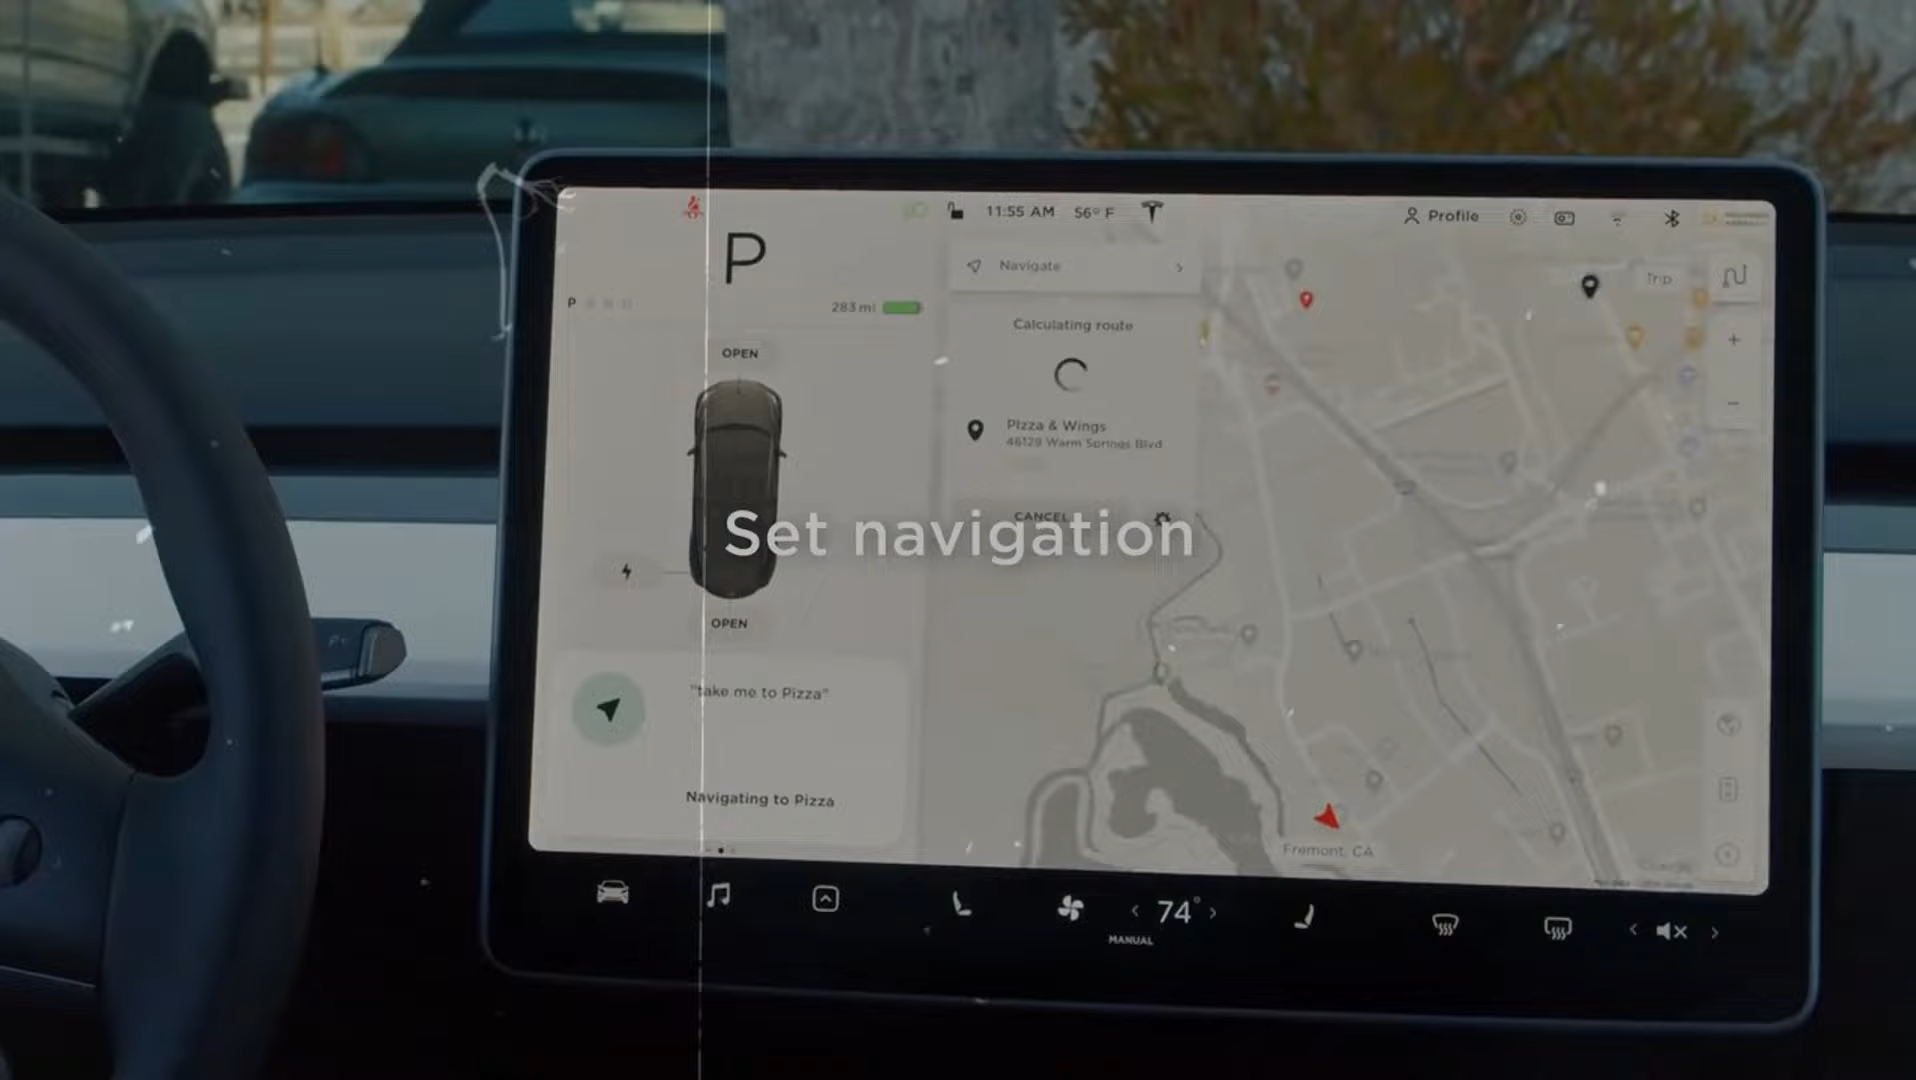 11:55 AM 56° F
Profile
P
Navigate
Trip
P
283 mi
Calculating route
OPEN
Pizza & Wings
46129 Warm Springs Blvd
CANCEL
Set navigation
OPEN
"take me to Pizza"
Navigating to Pizza
Fremont, CA
74°
MANUAL